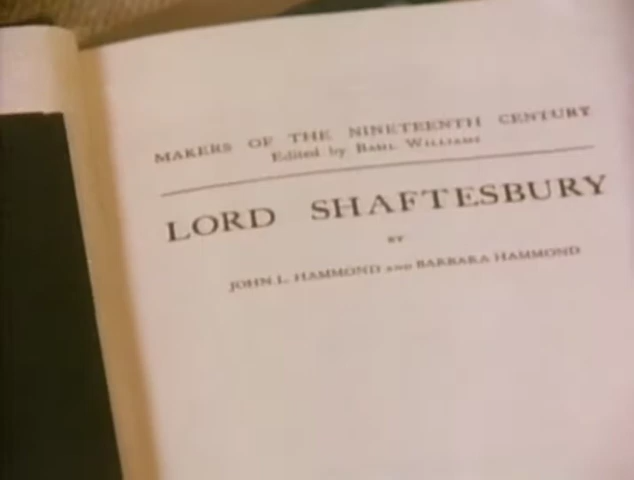 MAKERS OF THE NINETEENTH CENTURY
Edited by BASIL WILLIAMS
LORD SHAFTESBURY
BY
JOHN L. HAMMOND AND BARBARA HAMMOND